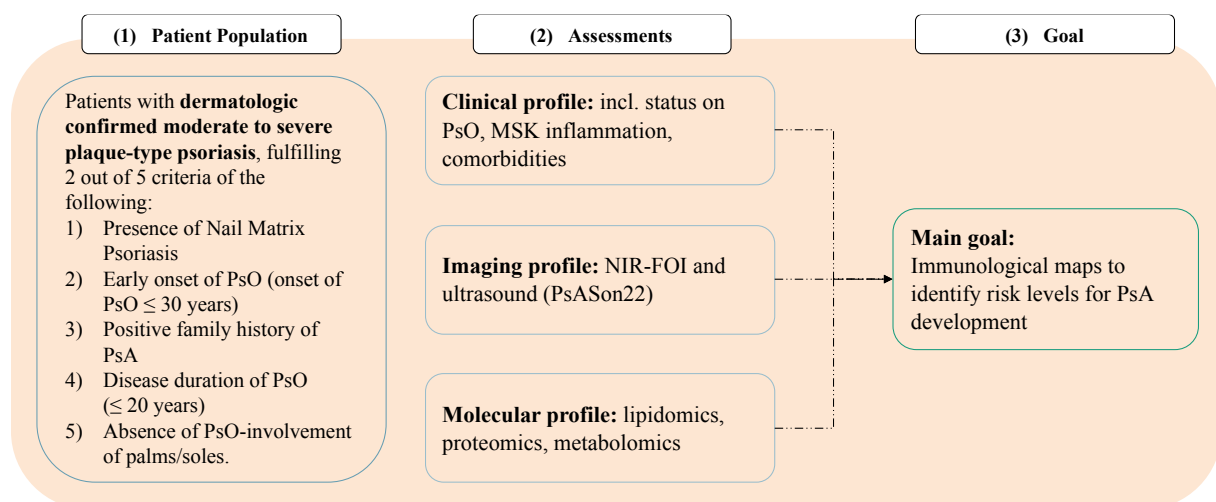 (1) Patient Population
(2) Assessments
(3) Goal
Patients with dermatologic
confirmed moderate to severe
plaque-type psoriasis, fulfilling
2 out of 5 criteria of the
following:
1) Presence of Nail Matrix
Psoriasis
2) Early onset of PsO (onset of
PsO ≤ 30 years)
3) Positive family history of
PsA
4) Disease duration of PsO
(≤ 20 years)
5) Absence of PsO-involvement
of palms/soles.
Clinical profile: incl. status on
PsO, MSK inflammation,
comorbidities
Imaging profile: NIR-FOI and
ultrasound (PsASon22)
Molecular profile: lipidomics,
proteomics, metabolomics
Main goal:
Immunological maps to
identify risk levels for PsA
development